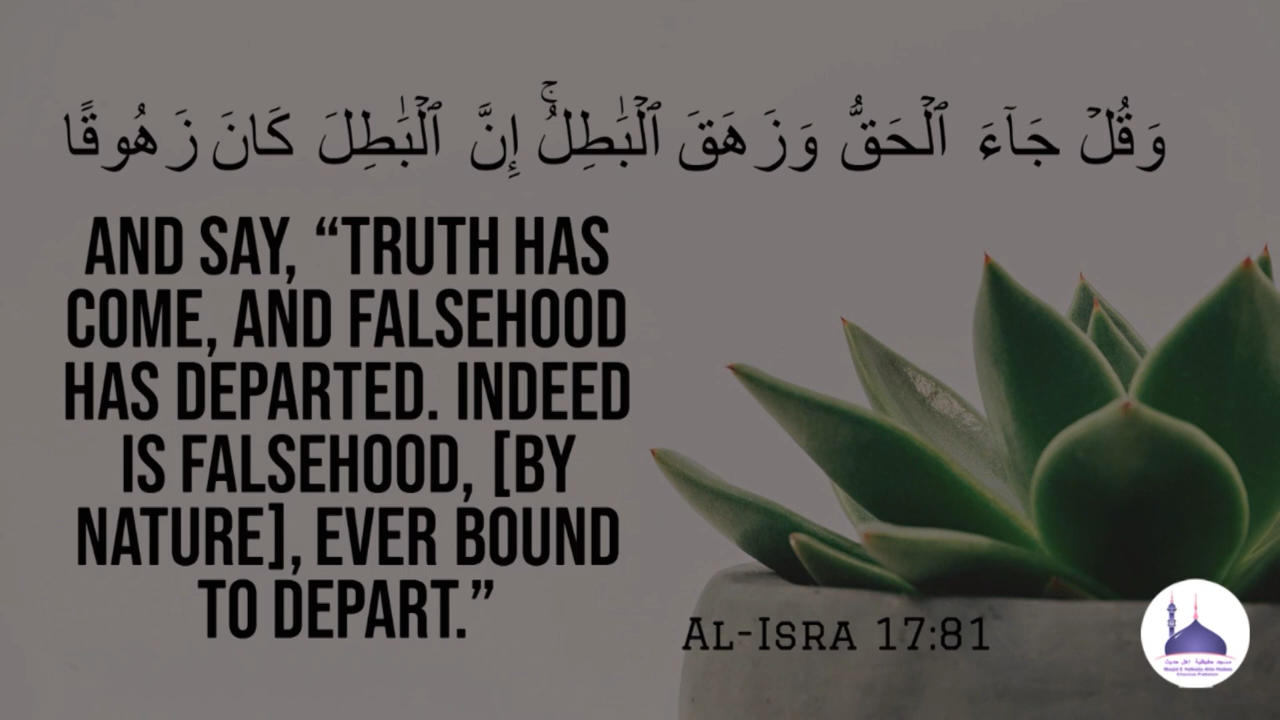 وَقُلۡ جَآءَ ٱلۡحَقُّ وَزَهَقَ ٱلۡبَٰطِلُۚ إِنَّ ٱلۡبَٰطِلَ كَانَ زَهُوقٗا
AND SAY, “TRUTH HAS
COME, AND FALSEHOOD
HAS DEPARTED. INDEED
IS FALSEHOOD, [BY
NATURE], EVER BOUND
TO DEPART.”
AL-ISRA 17:81